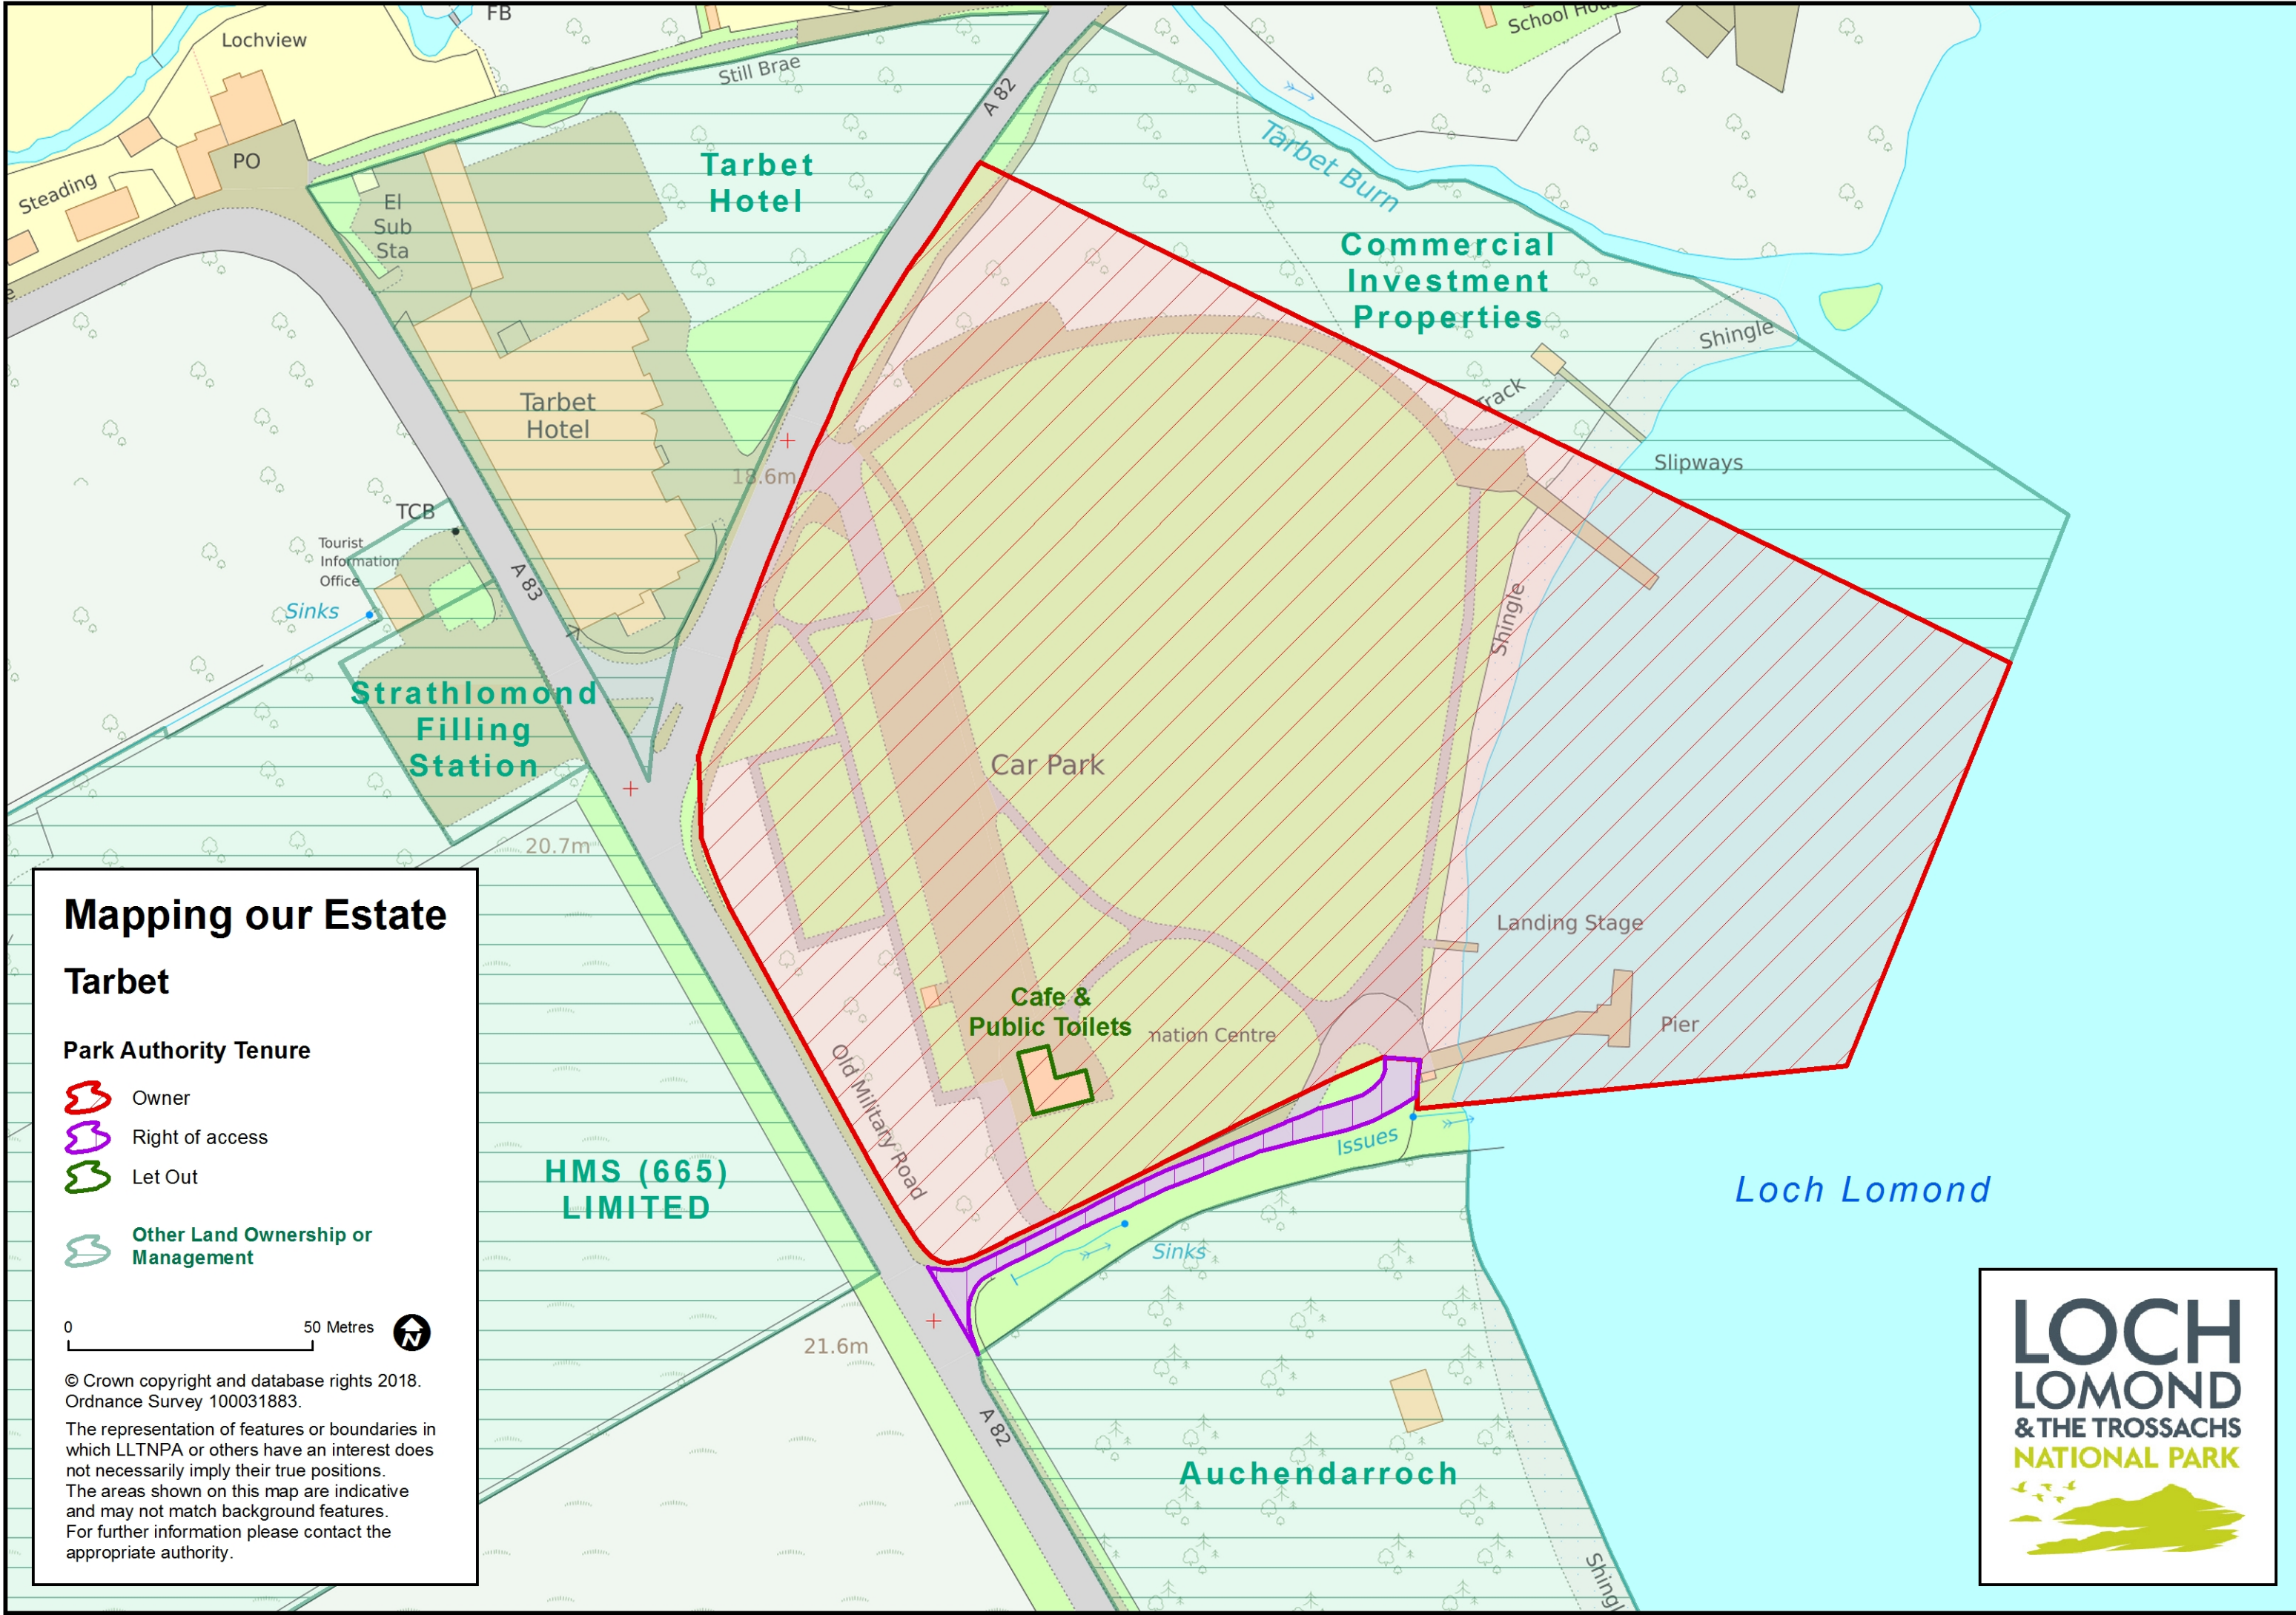 FB
Lochview
School Hou
Still Brae
A 82
PO
Steading
El
Sub
Sta
Tarbet
Hotel
Tarbet Burn
Commercial
Investment
Properties
Shingle
Track
Slipways
Tarbet
Hotel
18.6m
TCB
Tourist
Information
Office
Sinks
A 83
Shingle
Strathlomond
Filling
Station
Car Park
20.7m
Landing Stage
Cafe &
Public Toilets
mation Centre
Pier
Old Military Road
Issues
HMS (665)
LIMITED
Loch Lomond
Sinks
21.6m
A 82
Auchendarroch
Shingl
Mapping our Estate
Tarbet
Park Authority Tenure
Owner
Right of access
Let Out
Other Land Ownership or
Management
0 50 Metres
N
© Crown copyright and database rights 2018.
Ordnance Survey 100031883.
The representation of features or boundaries in
which LLTNPA or others have an interest does
not necessarily imply their true positions.
The areas shown on this map are indicative
and may not match background features.
For further information please contact the
appropriate authority.
LOCH
LOMOND
& THE TROSSACHS
NATIONAL PARK